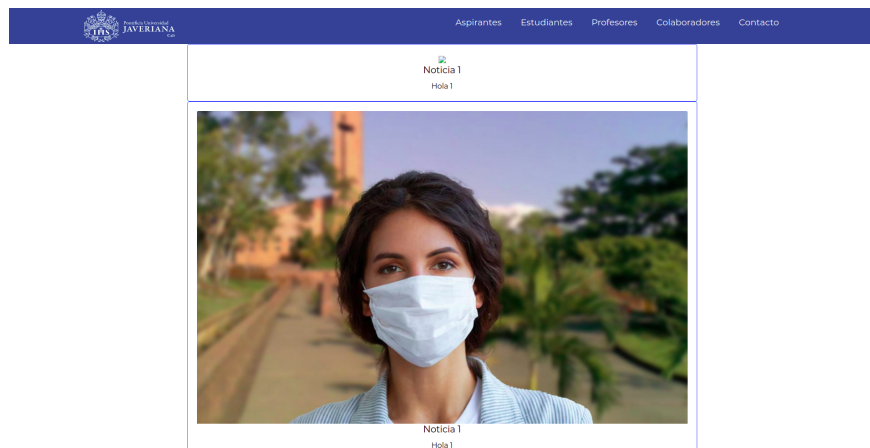 Pontificia Universidad
JAVERIANA
Cali
Aspirantes Estudiantes Profesores Colaboradores Contacto
Noticia 1
Hola 1
Noticia 1
Hola 1